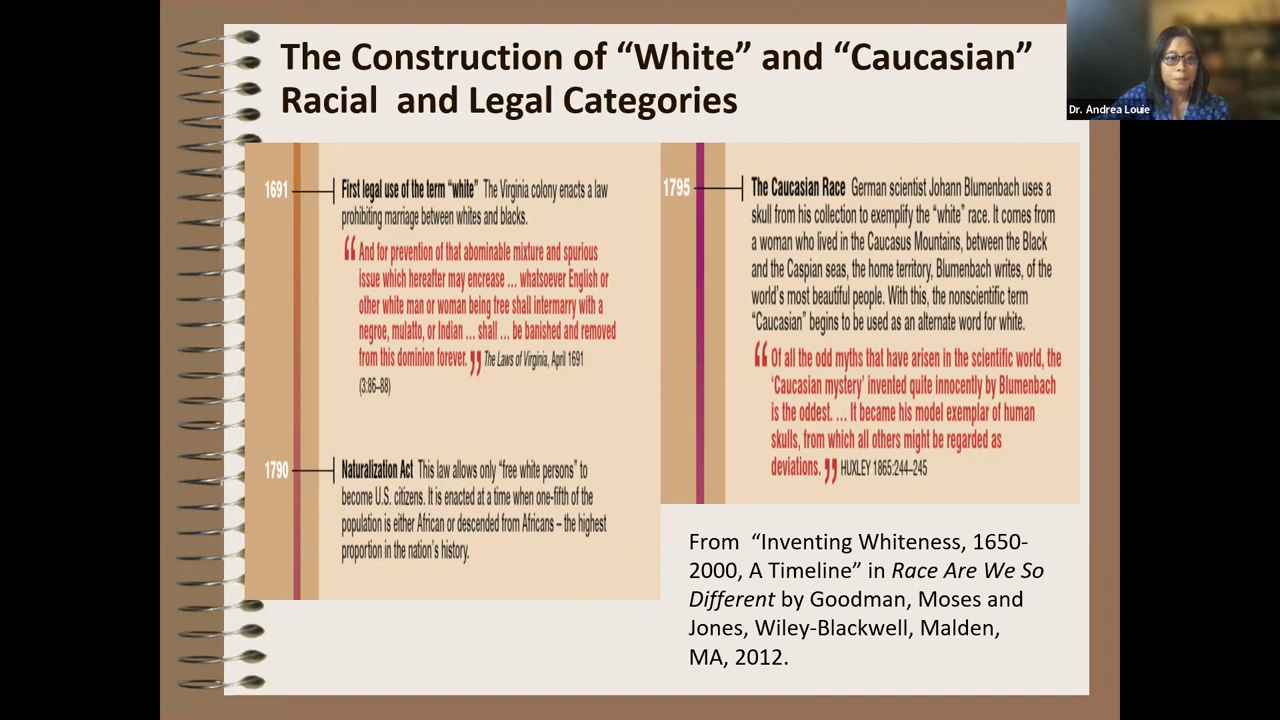 The Construction of “White” and “Caucasian”
Racial and Legal Categories
Dr. Andrea Louie
1691
First legal use of the term “white” The Virginia colony enacts a law
prohibiting marriage between whites and blacks.
“ And for prevention of that abominable mixture and spurious
issue which hereafter may encrease ... whatsoever English or
other white man or woman being free shall intermarry with a
negroe, mulatto, or Indian ... shall ... be banished and removed
from this dominion forever. ” The Laws of Virginia, April 1691
(3:86–88)
1790
Naturalization Act This law allows only “free white persons” to
become U.S. citizens. It is enacted at a time when one-fifth of the
population is either African or descended from Africans – the highest
proportion in the nation’s history.
1795
The Caucasian Race German scientist Johann Blumenbach uses a
skull from his collection to exemplify the “white” race. It comes from
a woman who lived in the Caucasus Mountains, between the Black
and the Caspian seas, the home territory, Blumenbach writes, of the
world’s most beautiful people. With this, the nonscientific term
“Caucasian” begins to be used as an alternate word for white.
“ Of all the odd myths that have arisen in the scientific world, the
‘Caucasian mystery’ invented quite innocently by Blumenbach
is the oddest. ... It became his model exemplar of human
skulls, from which all others might be regarded as
deviations. ” HUXLEY 1865:244–245
From “Inventing Whiteness, 1650-
2000, A Timeline” in Race Are We So
Different by Goodman, Moses and
Jones, Wiley-Blackwell, Malden,
MA, 2012.